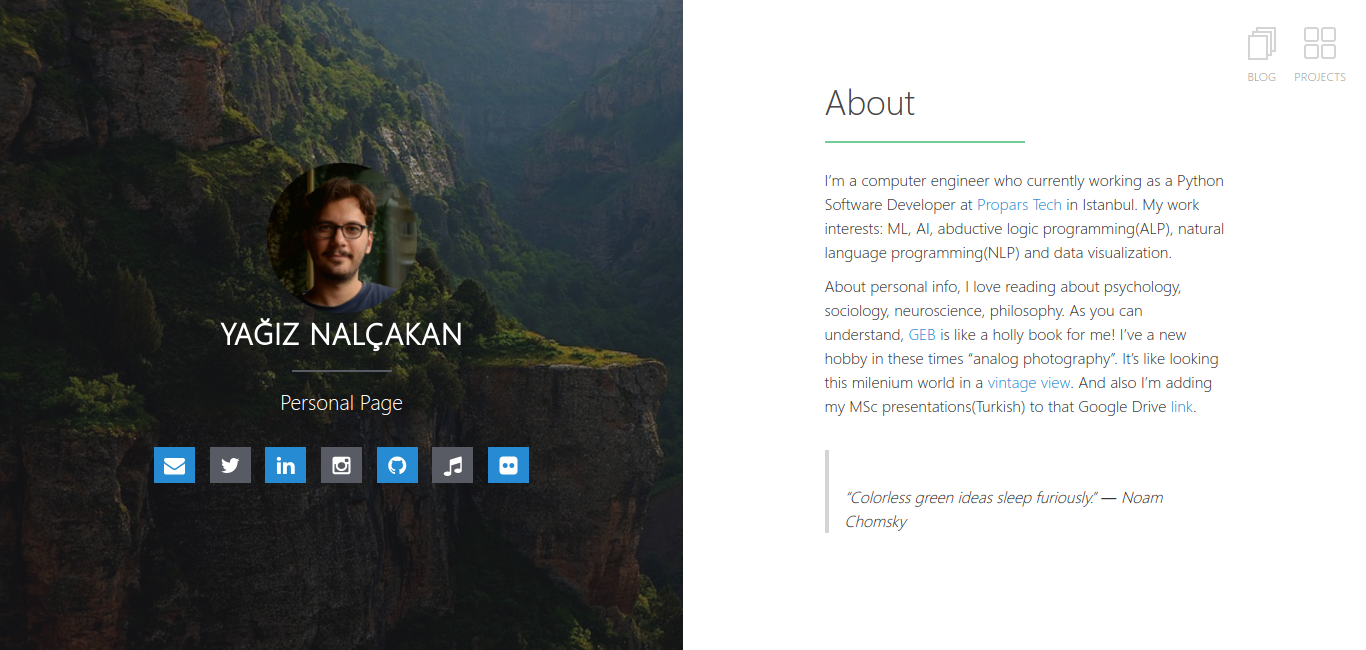 YAĞIZ NALÇAKAN
Personal Page
BLOG
PROJECTS
About
I'm a computer engineer who currently working as a Python
Software Developer at Propars Tech in Istanbul. My work
interests: ML, AI, abductive logic programming(ALP), natural
language programming(NLP) and data visualization.
About personal info, I love reading about psychology,
sociology, neuroscience, philosophy. As you can
understand, GEB is like a holly book for me! I've a new
hobby in these times “analog photography”. It's like looking
this milenium world in a vintage view. And also I'm adding
my MSc presentations(Turkish) to that Google Drive link.
“Colorless green ideas sleep furiously.” — Noam
Chomsky